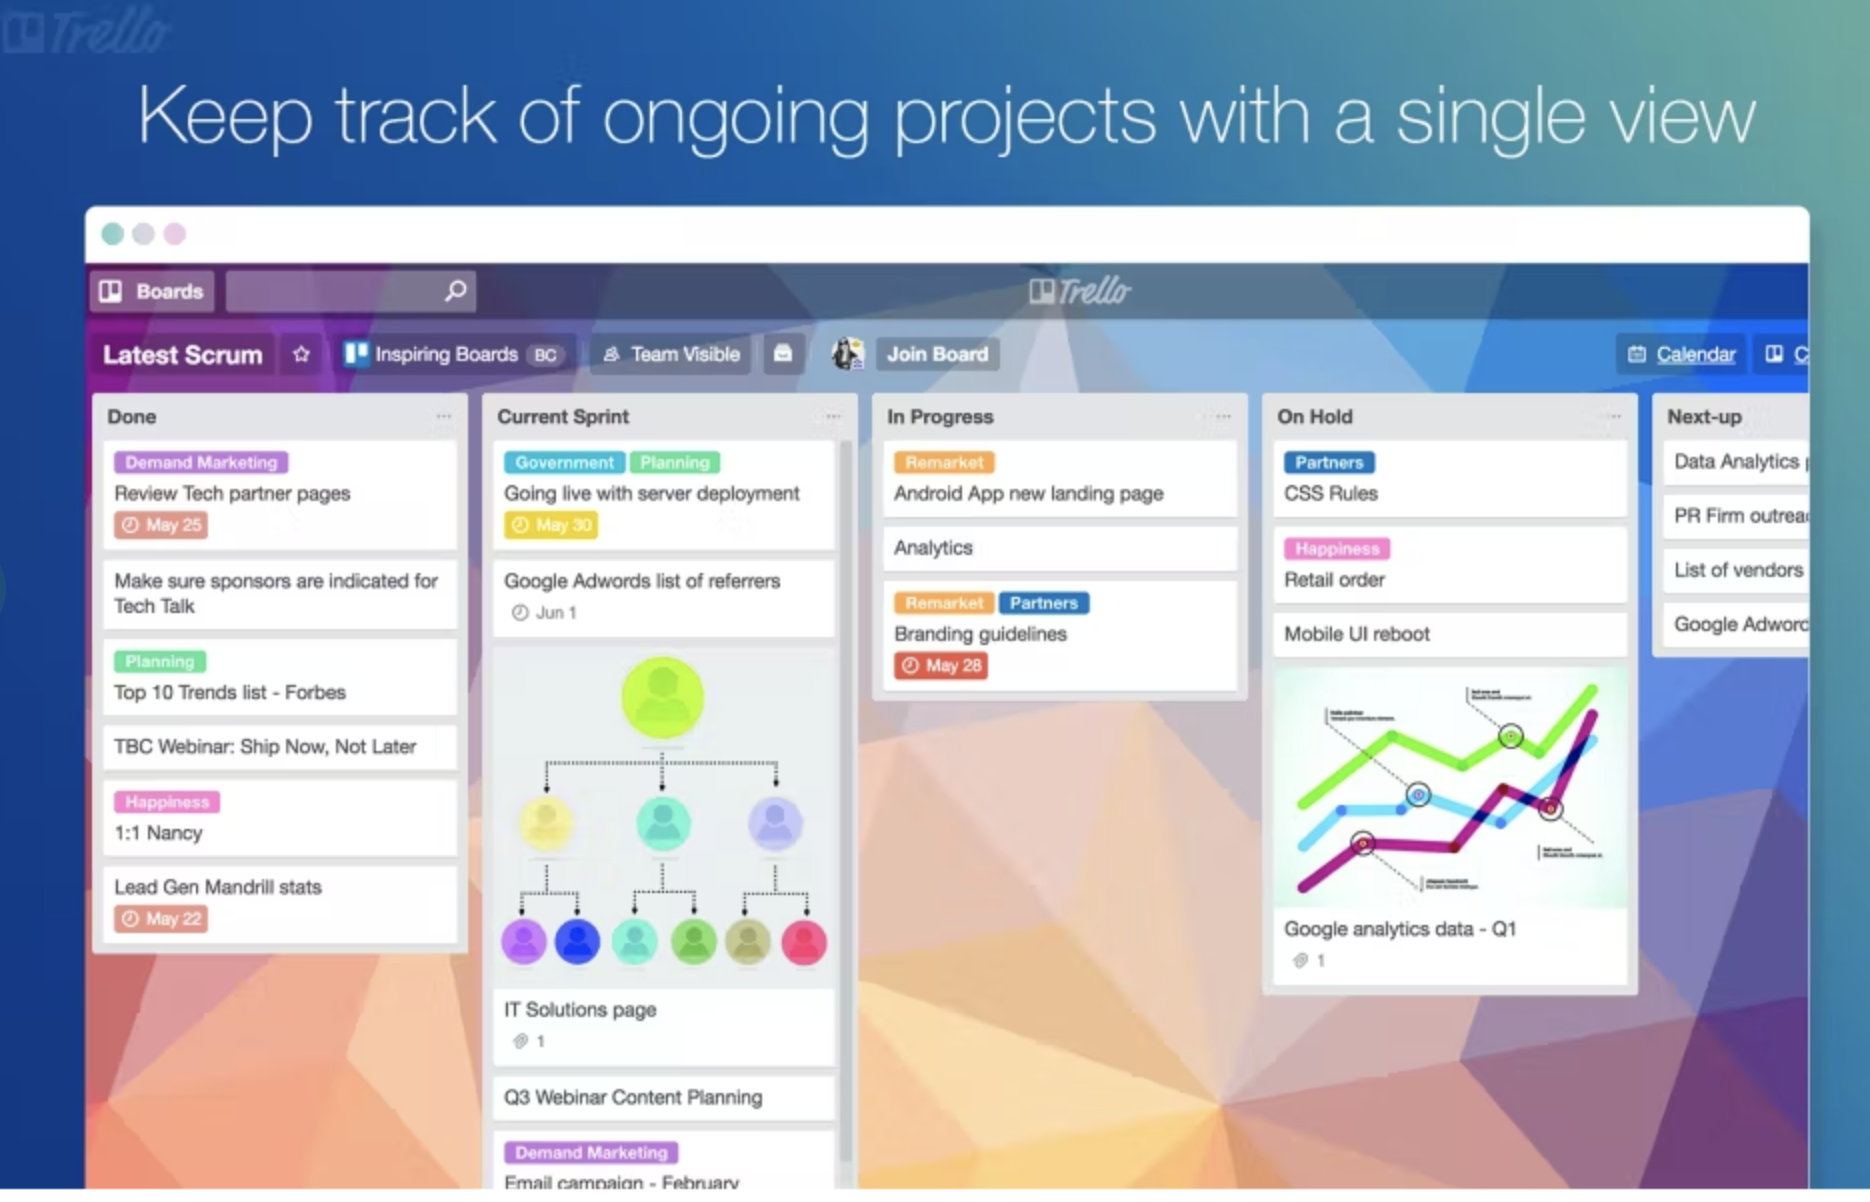 Trello
Keep track of ongoing projects with a single view
Boards
Trello
Latest Scrum
Inspiring Boards BC
Team Visible
Join Board
Calendar
C
Done
Demand Marketing
Review Tech partner pages
May 25
Make sure sponsors are indicated for
Tech Talk
Planning
Top 10 Trends list - Forbes
TBC Webinar: Ship Now, Not Later
Happiness
1:1 Nancy
Lead Gen Mandrill stats
May 22
Current Sprint
Government Planning
Going live with server deployment
May 30
Google Adwords list of referrers
Jun 1
IT Solutions page
1
Q3 Webinar Content Planning
Demand Marketing
Email campaign - February
In Progress
Remarket
Android App new landing page
Analytics
Remarket Partners
Branding guidelines
May 28
On Hold
Partners
CSS Rules
Happiness
Retail order
Mobile UI reboot
Google analytics data - Q1
1
Next-up
Data Analytics
PR Firm outrea
List of vendors
Google Adword